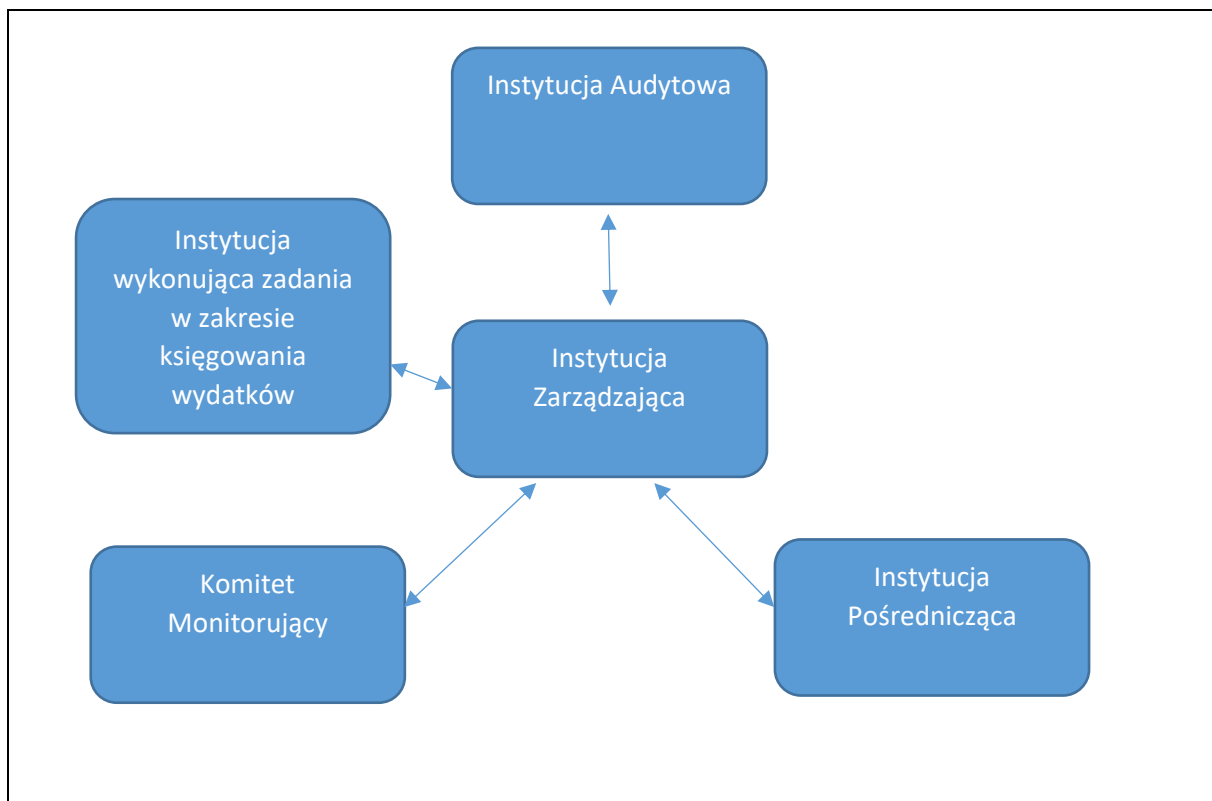 Instytucja Audytowa
Instytucja
wykonująca zadania
w zakresie
księgowania
wydatków
Instytucja
Zarządzająca
Komitet
Monitorujący
Instytucja
Pośrednicząca